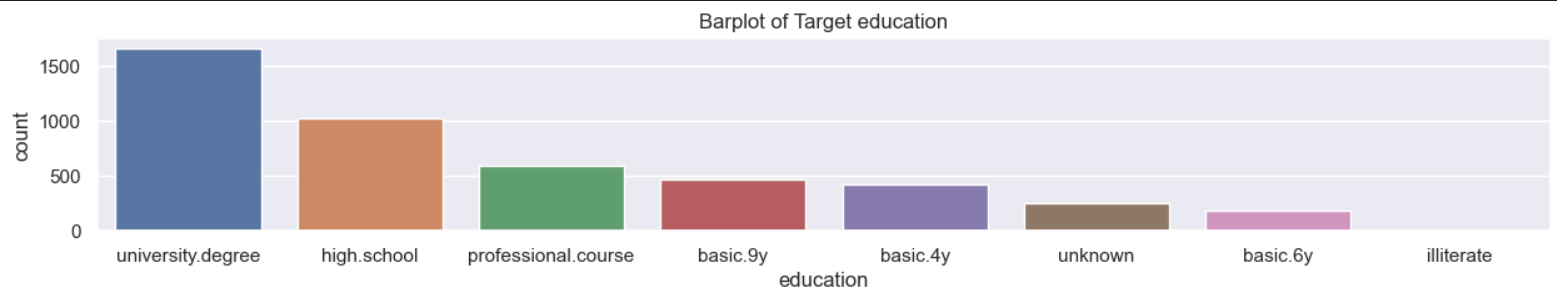 Barplot of Target education
1500
1000
500
0
count
university.degree high.school professional.course basic.9y basic.4y unknown basic.6y illiterate
education